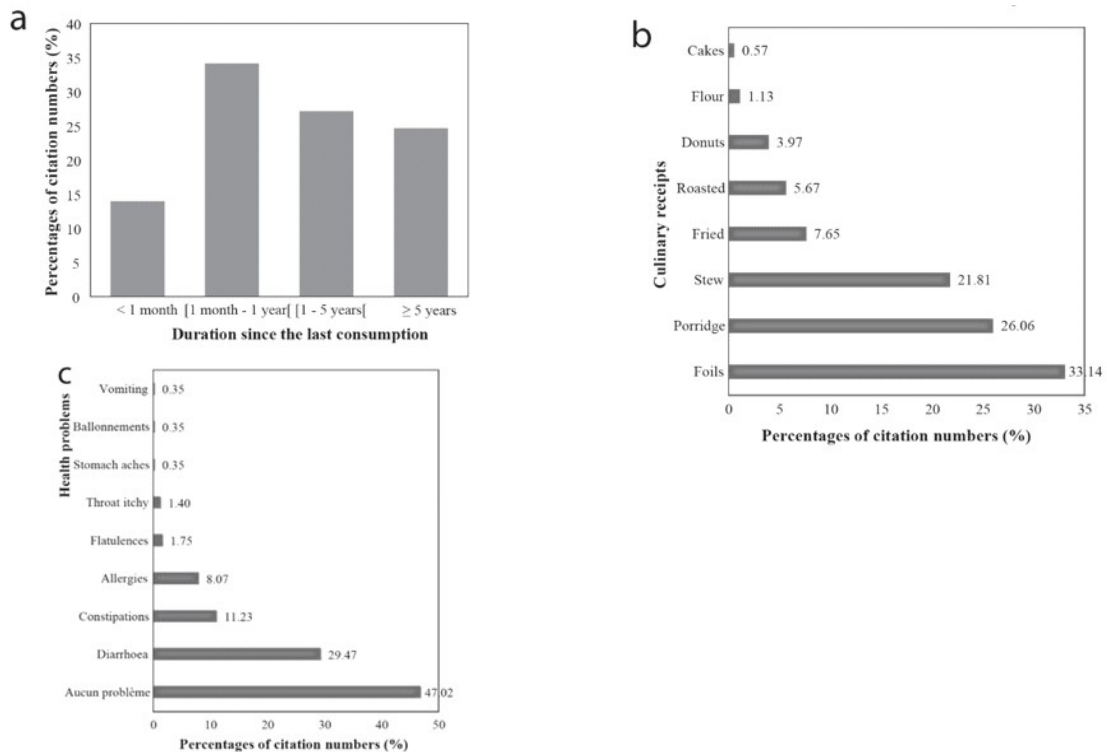 a
Percentages of citation numbers (%)
40
35
30
25
20
15
10
5
0
< 1 month [1 month - 1 year[ [1 - 5 years[ ≥ 5 years
Duration since the last consumption
b
Culinary receipts
Cakes 0.57
Flour 1.13
Donuts 3.97
Roasted 5.67
Fried 7.65
Stew 21.81
Porridge 26.06
Foils 33.14
0 5 10 15 20 25 30 35
Percentages of citation numbers (%)
c
Health problems
Vomiting 0.35
Ballonnements 0.35
Stomach aches 0.35
Throat itchy 1.40
Flatulences 1.75
Allergies 8.07
Constipations 11.23
Diarrhoea 29.47
Aucun problème 47.02
0 10 20 30 40 50
Percentages of citation numbers (%)